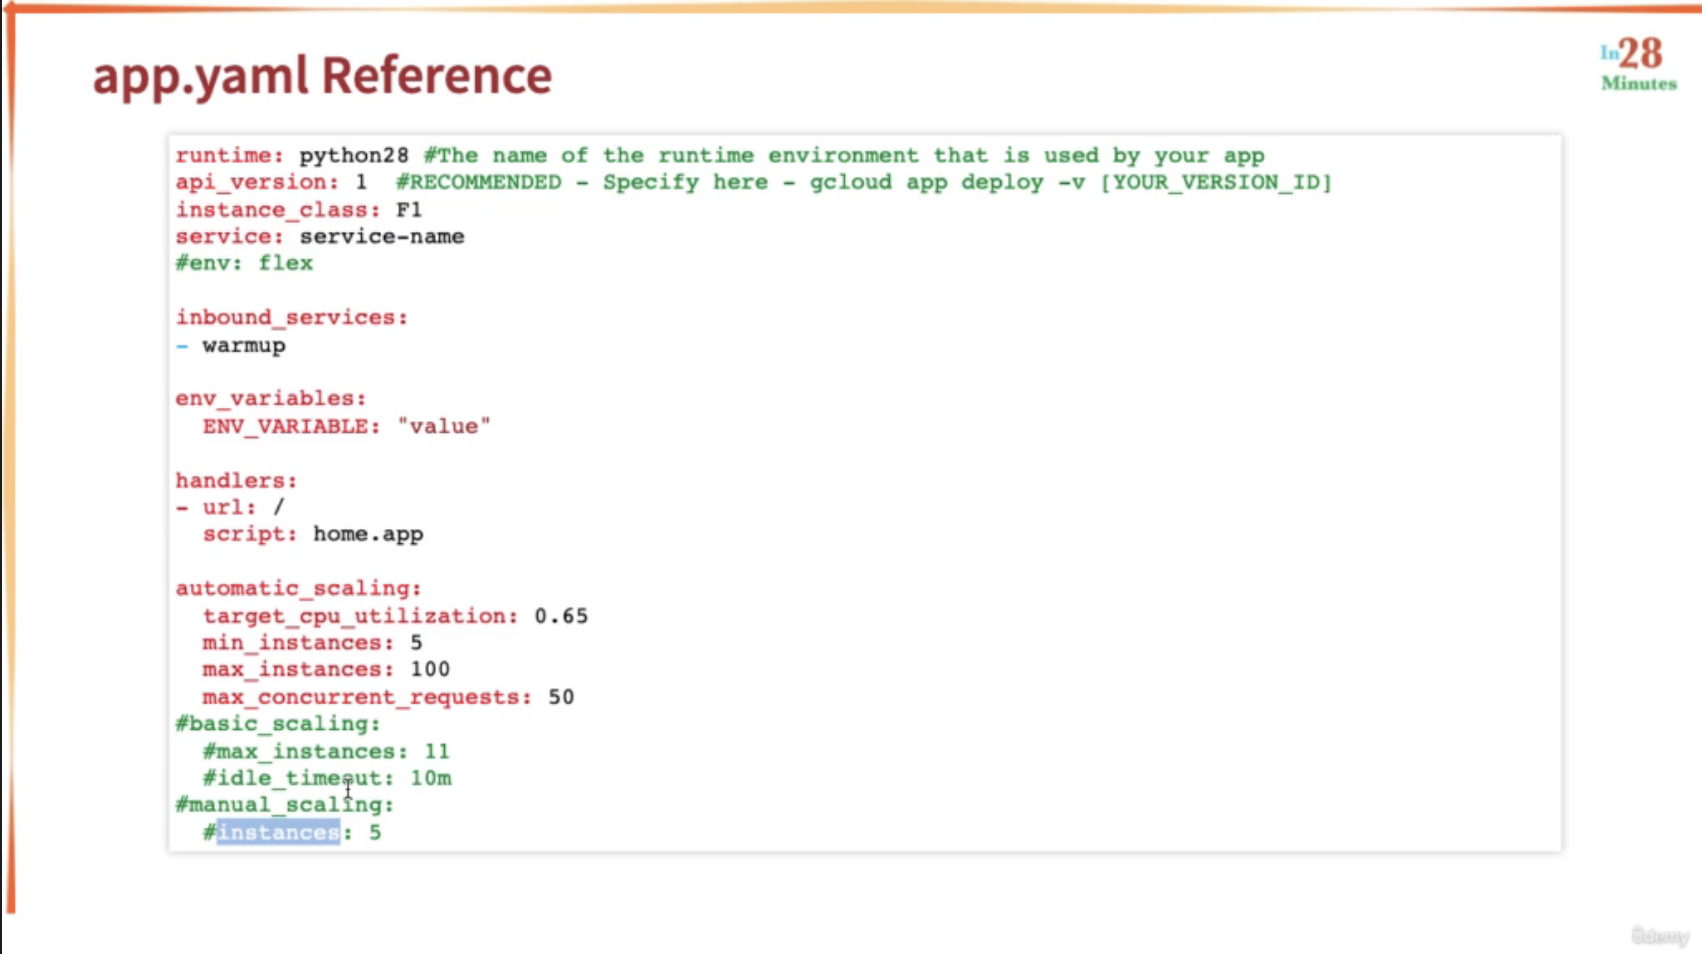 app.yaml Reference
In28
Minutes
runtime: python28 #The name of the runtime environment that is used by your app
api_version: 1  #RECOMMENDED - Specify here - gcloud app deploy -v [YOUR_VERSION_ID]
instance_class: F1
service: service-name
#env: flex

inbound_services:
- warmup

env_variables:
  ENV_VARIABLE: "value"

handlers:
- url: /
  script: home.app

automatic_scaling:
  target_cpu_utilization: 0.65
  min_instances: 5
  max_instances: 100
  max_concurrent_requests: 50
#basic_scaling:
  #max_instances: 11
  #idle_timeout: 10m
#manual_scaling:
  #instances: 5
ûdemy